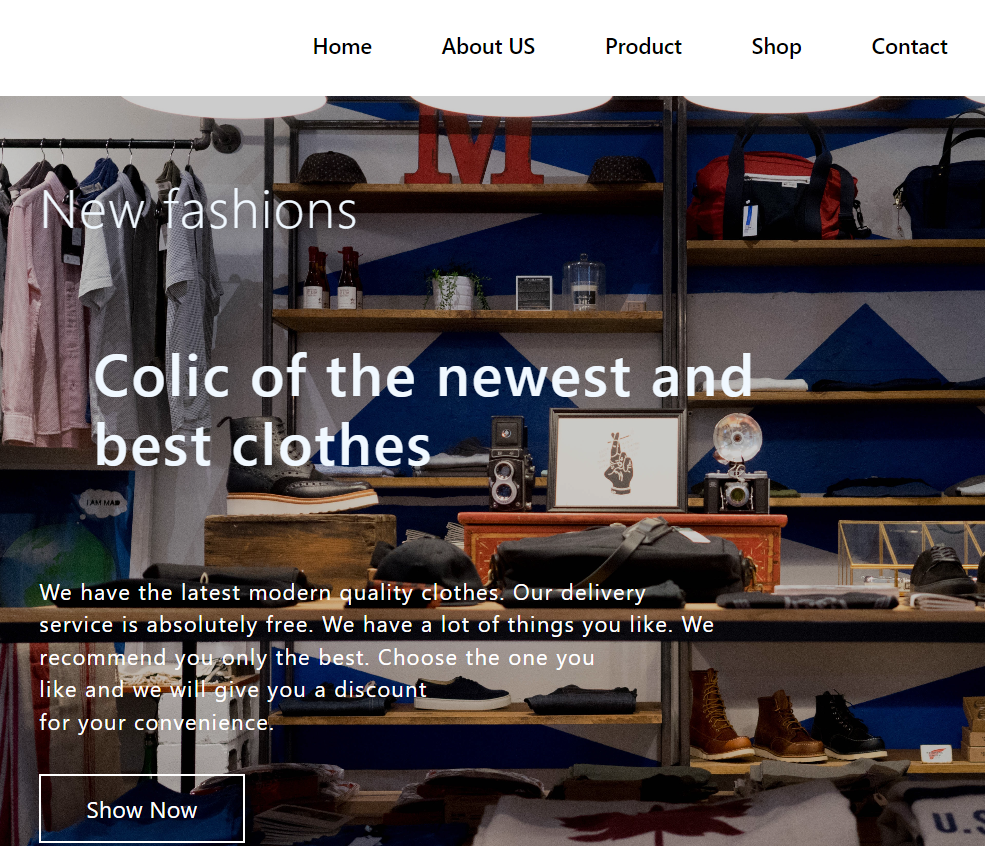 Home About US Product Shop Contact
M
New fashions
Colic of the newest and
best clothes
I AM MAD
We have the latest modern quality clothes. Our delivery
service is absolutely free. We have a lot of things you like. We
recommend you only the best. Choose the one you
like and we will give you a discount
for your convenience.
Show Now
U.S